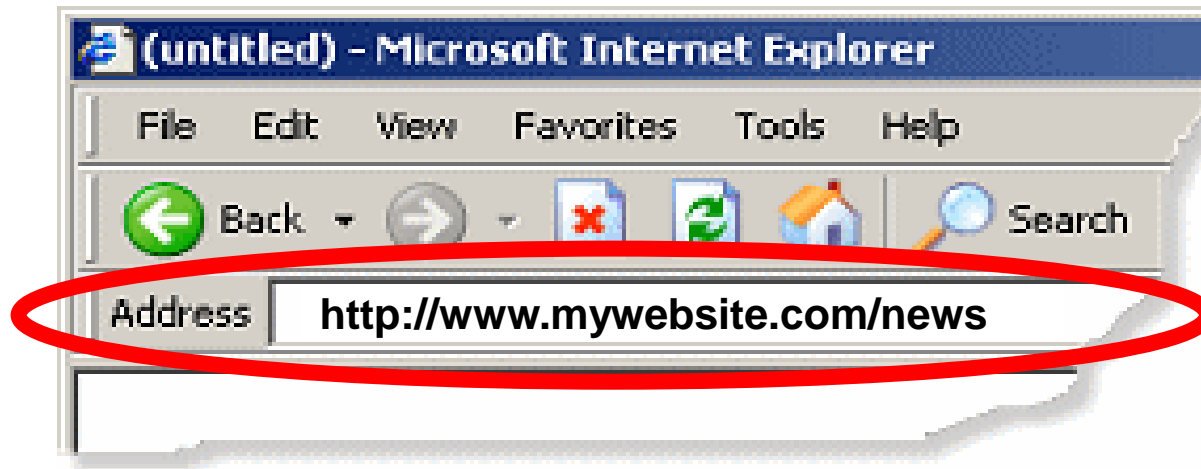 (untitled) - Microsoft Internet Explorer
File Edit View Favorites Tools Help
Back Search
Address http://www.mywebsite.com/news